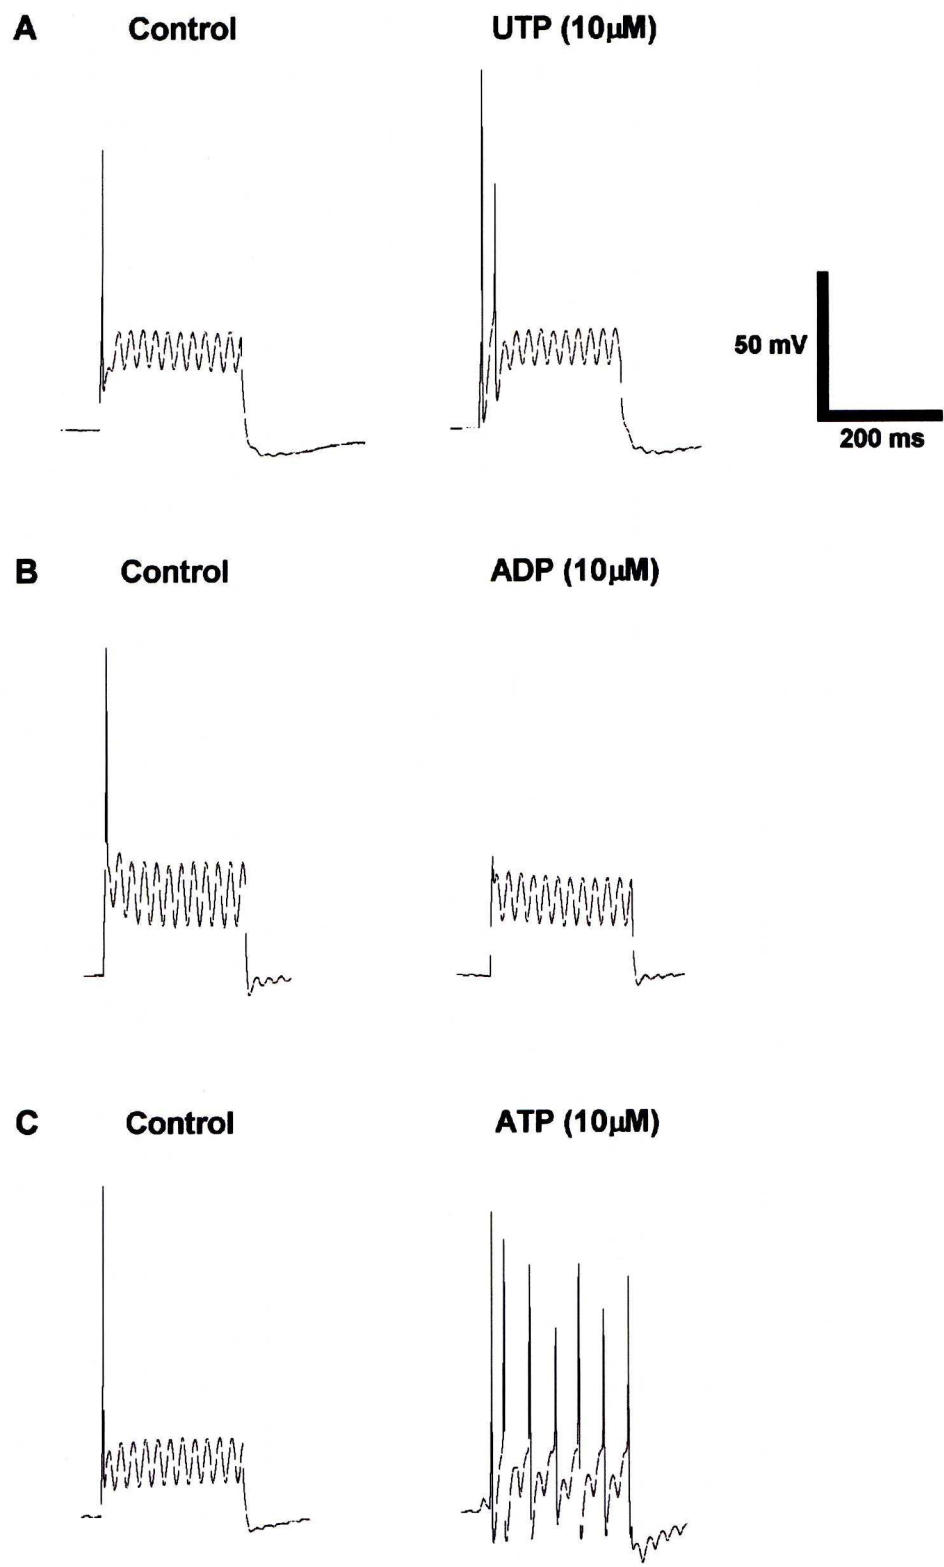 A Control UTP (10μM)
50 mV
200 ms
B Control ADP (10μM)
C Control ATP (10μM)